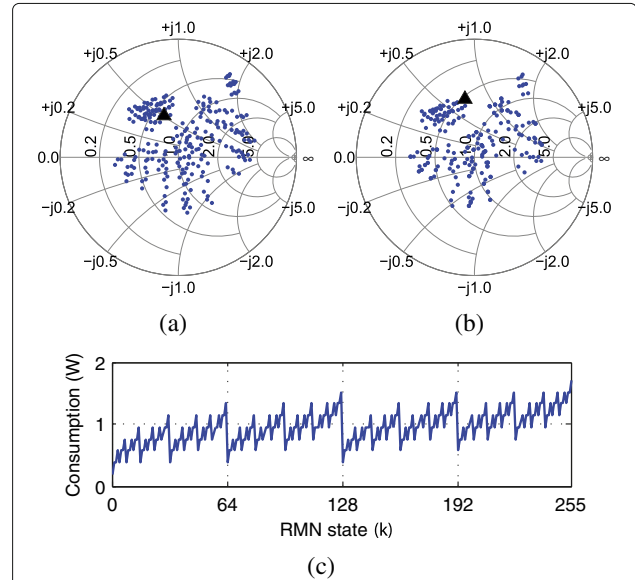 +j1.0 +j1.0
+j0.5 +j2.0 +j0.5 +j2.0
+j0.2 +j5.0 +j0.2 +j5.0
0.0 0.2 0.5 1.0 2.0 5.0 ∞ 0.0 0.2 0.5 1.0 2.0 5.0 ∞
−j0.2 −j5.0 −j0.2 −j5.0
−j0.5 −j2.0 −j0.5 −j2.0
−j1.0 −j1.0
(a) (b)
Consumption (W)
2
1
0
0 64 128 192 255
RMN state (k)
(c)